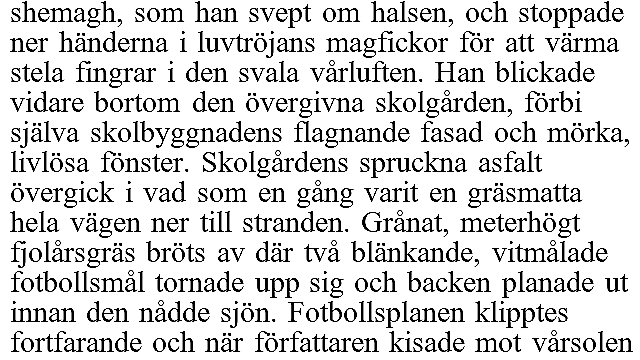 shemagh, som han svept om halsen, och stoppade
ner händerna i luvtröjans magfickor för att värma
stela fingrar i den svala vårluften. Han blickade
vidare bortom den övergivna skolgården, förbi
själva skolbyggnadens flagnande fasad och mörka,
livlösa fönster. Skolgårdens spruckna asfalt
övergick i vad som en gång varit en gräsmatta
hela vägen ner till stranden. Grånat, meterhögt
fjolårsgräs bröts av där två blänkande, vitmålade
fotbollsmål tornade upp sig och backen planade ut
innan den nådde sjön. Fotbollsplanen klipptes
fortfarande och när författaren kisade mot vårsolen